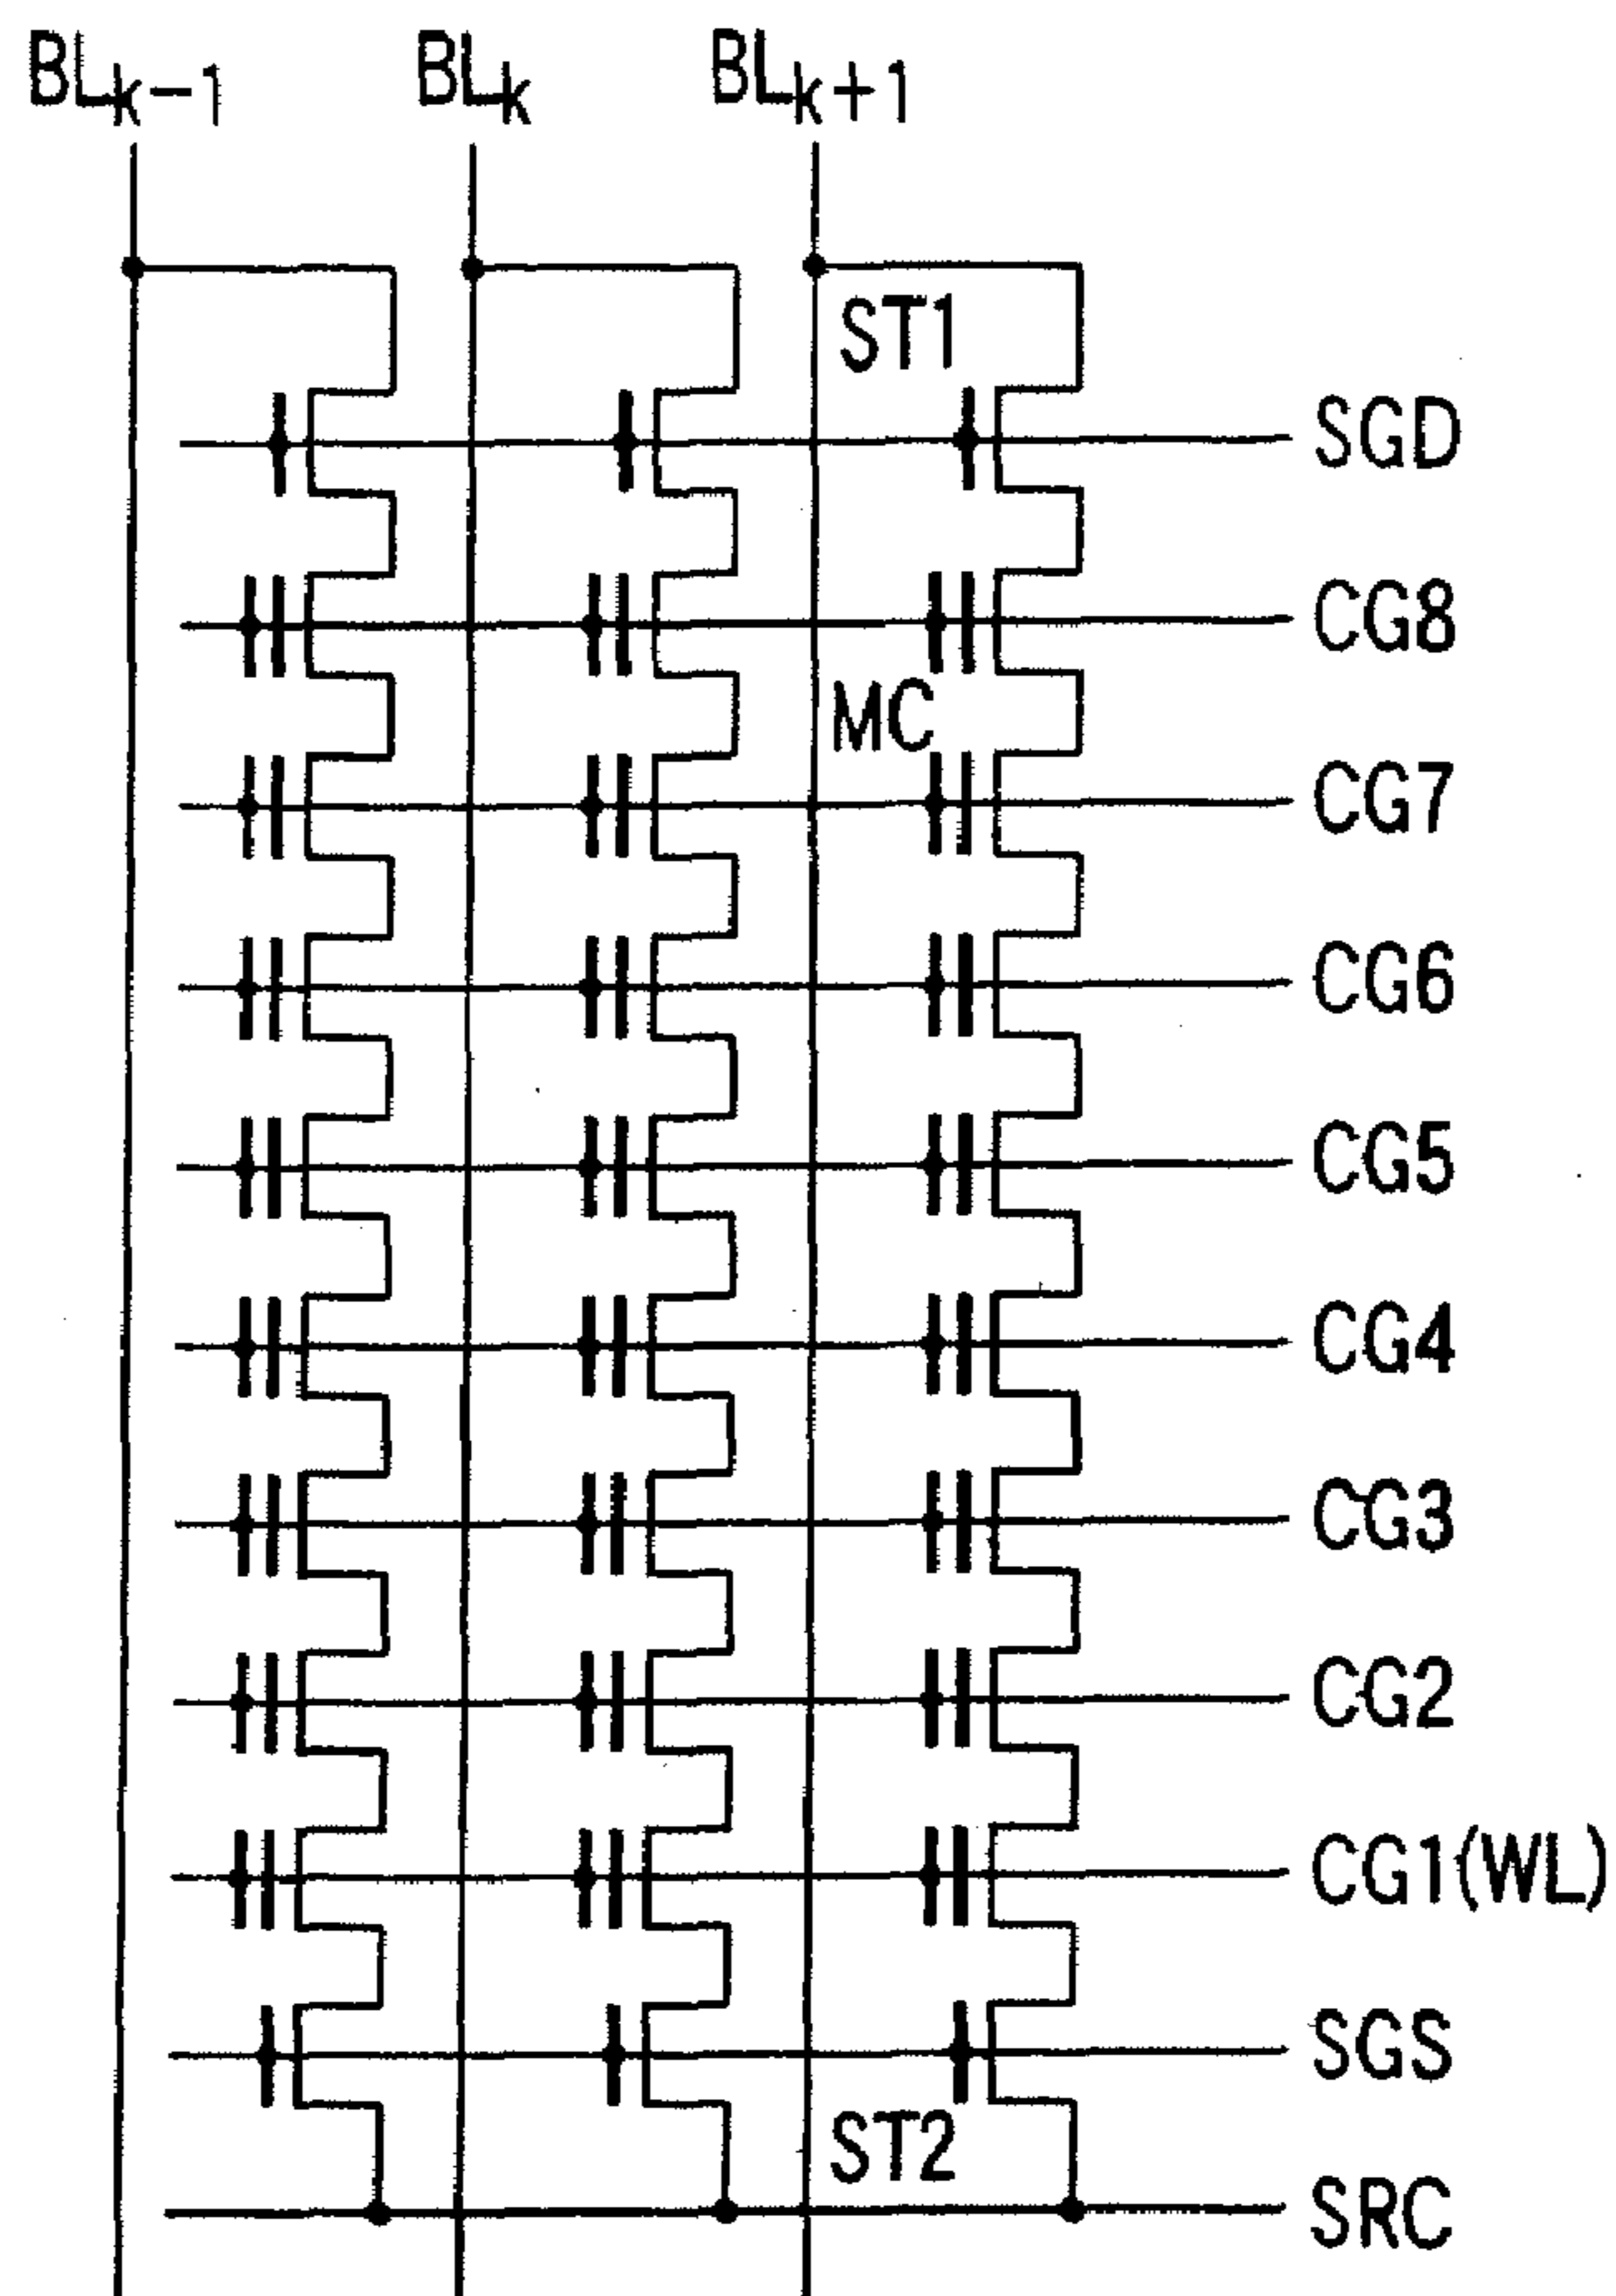 BLk-1 BLk BLk+1
ST1
SGD
CG8
MC
CG7
CG6
CG5
CG4
CG3
CG2
CG1(WL)
SGS
ST2
SRC